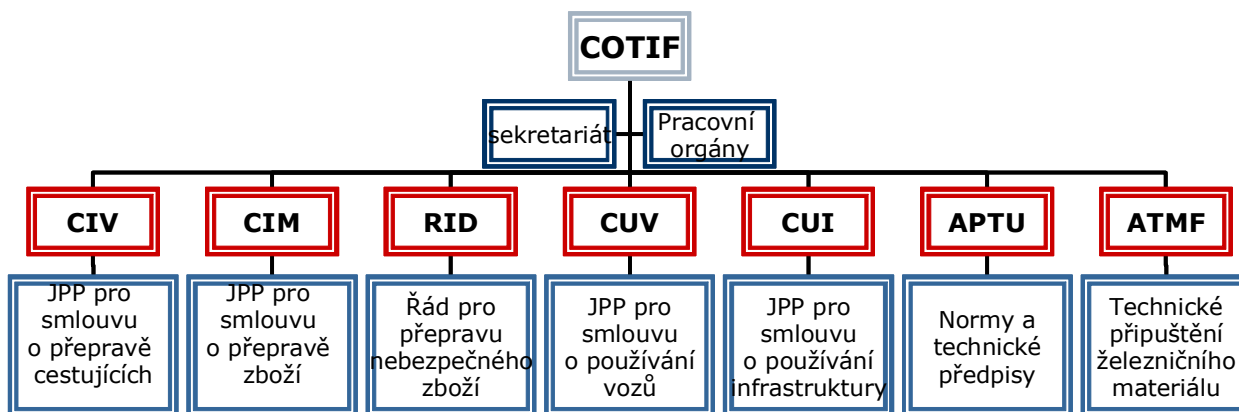 COTIF
sekretariát
Pracovní
orgány
CIV
CIM
RID
CUV
CUI
APTU
ATMF
JPP pro
smlouvu
o přepravě
cestujících
JPP pro
smlouvu
o přepravě
zboží
Řád pro
přepravu
nebezpečného
zboží
JPP pro
smlouvu
o používání
vozů
JPP pro
smlouvu
o používání
infrastruktury
Normy a
technické
předpisy
Technické
připuštění
železničního
materiálu